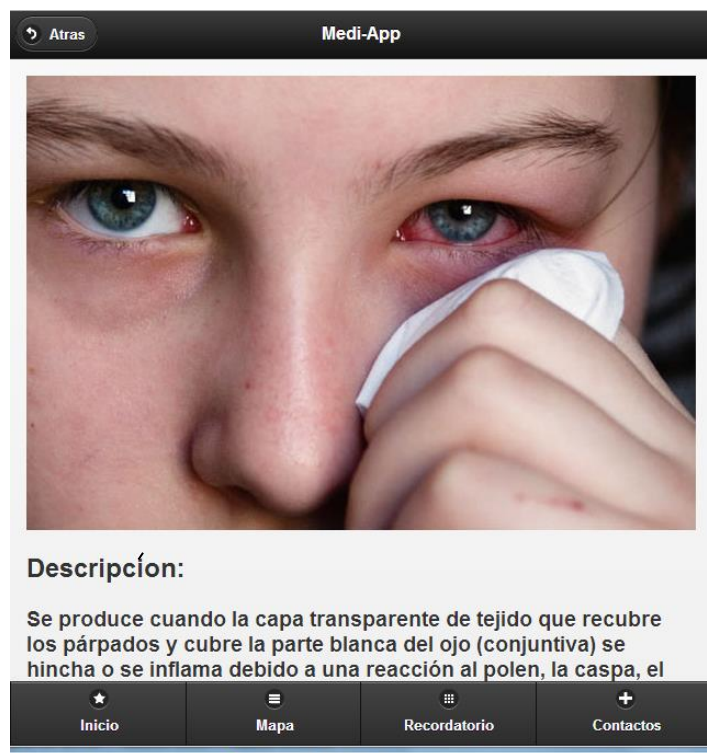 Atras
Medi-App
Descripcíon:
Se produce cuando la capa transparente de tejido que recubre
los párpados y cubre la parte blanca del ojo (conjuntiva) se
hincha o se inflama debido a una reacción al polen, la caspa, el
Inicio
Mapa
Recordatorio
Contactos